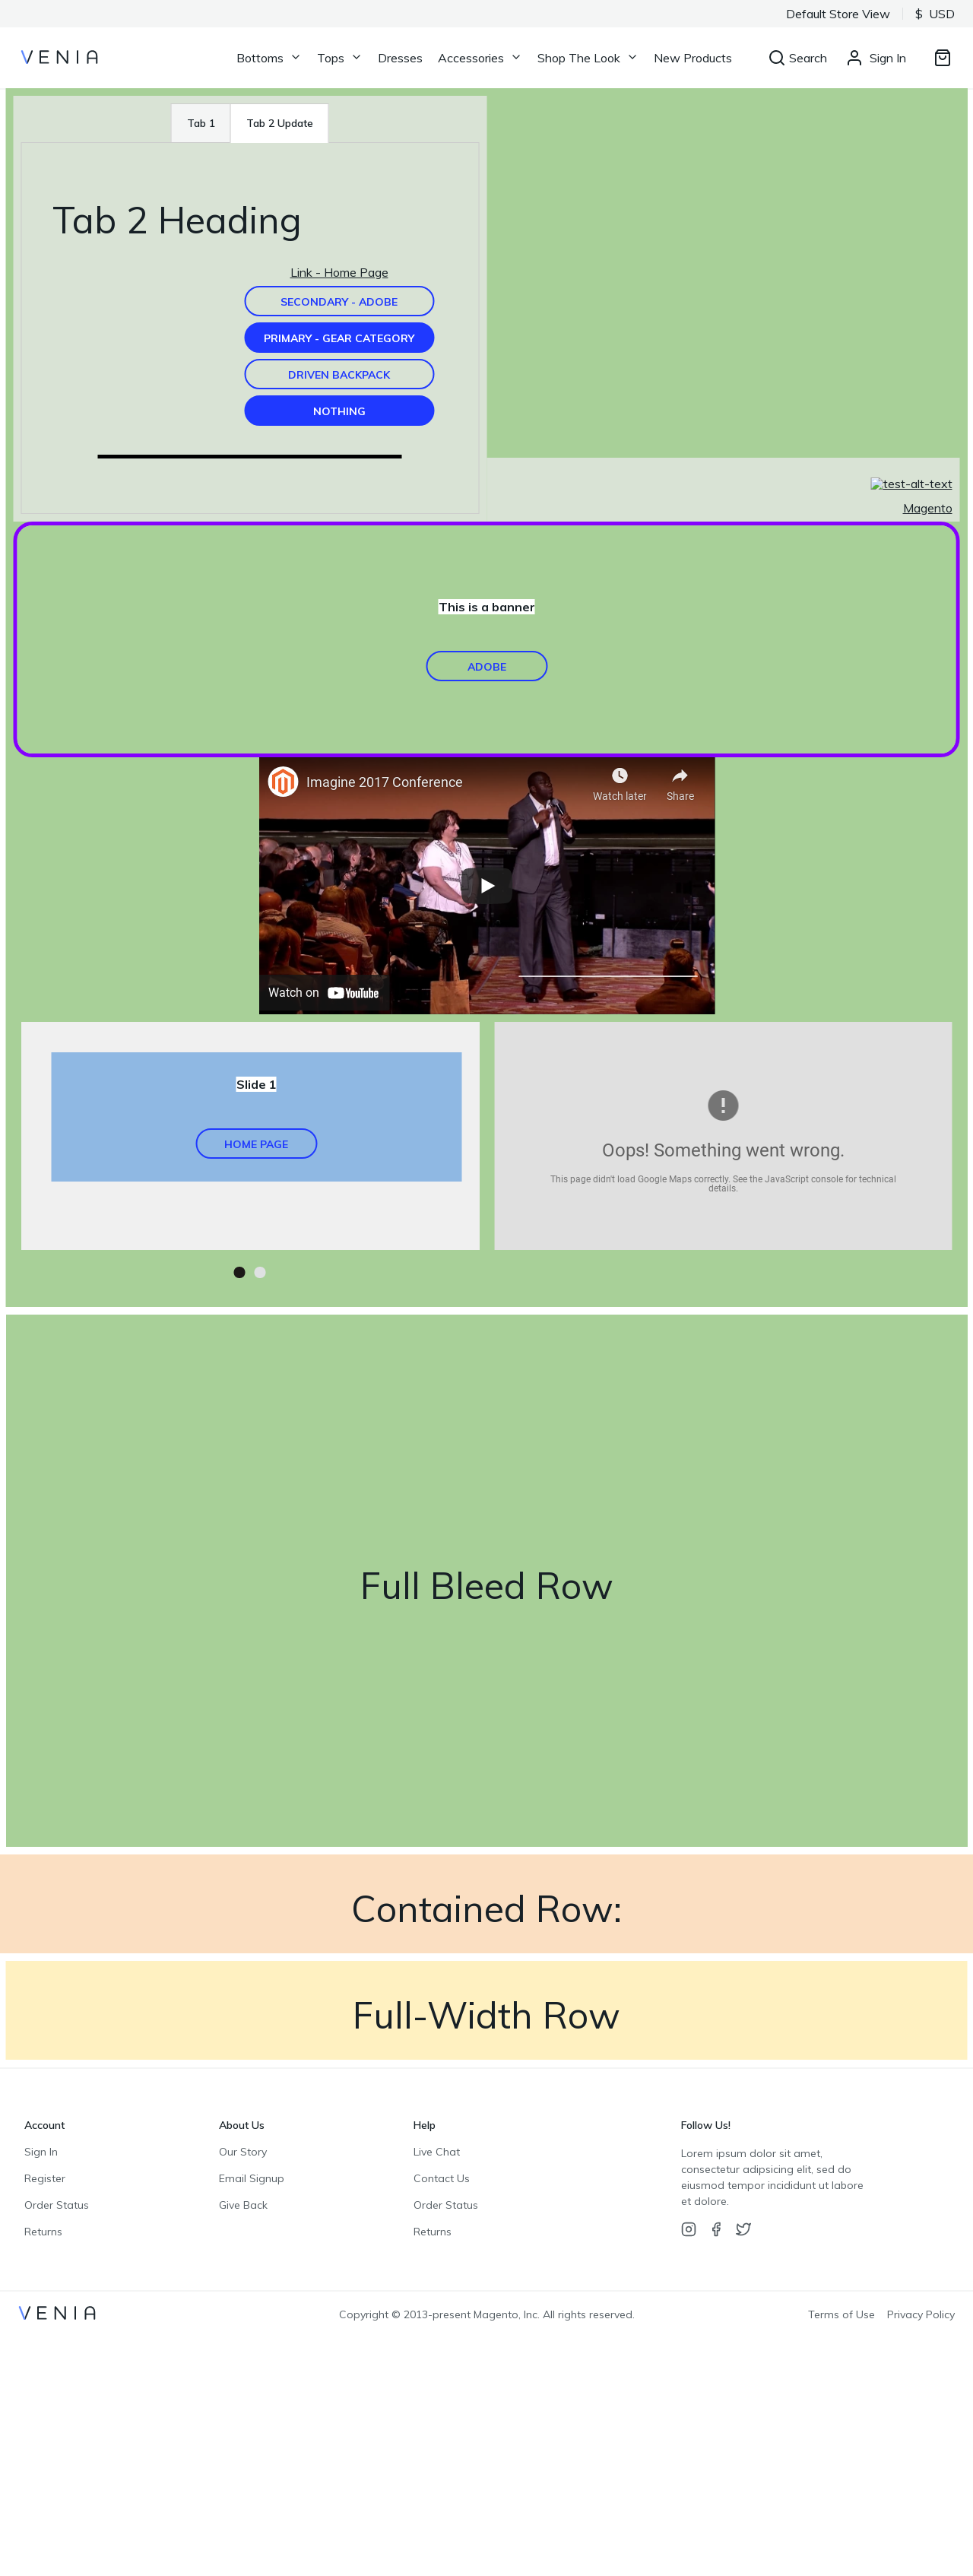 Default Store View $ USD
VENIA Bottoms Tops Dresses Accessories Shop The Look New Products Search Sign In
Tab 1 Tab 2 Update
Tab 2 Heading
Link - Home Page
SECONDARY - ADOBE
PRIMARY - GEAR CATEGORY
DRIVEN BACKPACK
NOTHING
test-alt-text
Magento
This is a banner
ADOBE
Imagine 2017 Conference
Watch later Share
Watch on YouTube
Slide 1
HOME PAGE
Oops! Something went wrong.
This page didn't load Google Maps correctly. See the JavaScript console for technical
details.
Full Bleed Row
Contained Row:
Full-Width Row
Account
Sign In
Register
Order Status
Returns
About Us
Our Story
Email Signup
Give Back
Help
Live Chat
Contact Us
Order Status
Returns
Follow Us!
Lorem ipsum dolor sit amet,
consectetur adipsicing elit, sed do
eiusmod tempor incididunt ut labore
et dolore.
VENIA Copyright © 2013-present Magento, Inc. All rights reserved. Terms of Use Privacy Policy